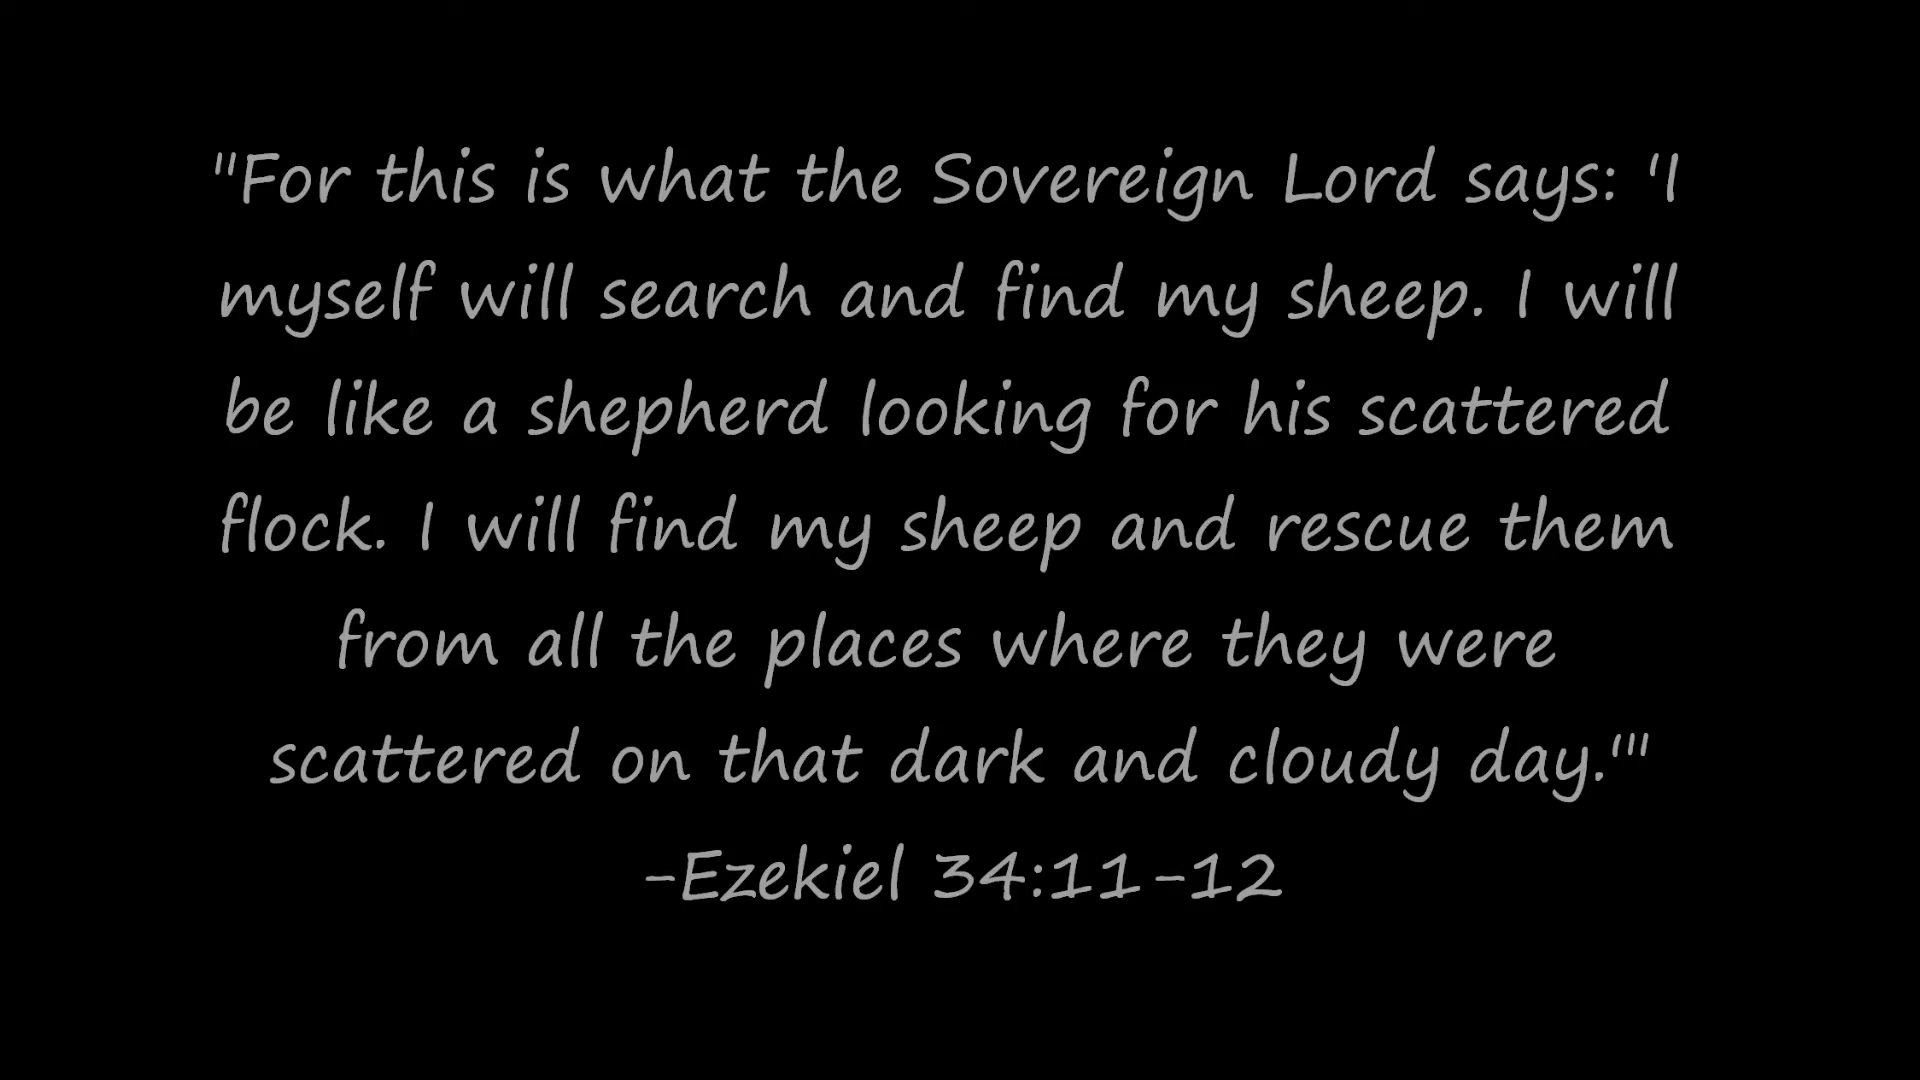 "For this is what the Sovereign Lord says: 'I
myself will search and find my sheep. I will
be like a shepherd looking for his scattered
flock. I will find my sheep and rescue them
from all the places where they were
scattered on that dark and cloudy day.'"
-Ezekiel 34:11-12